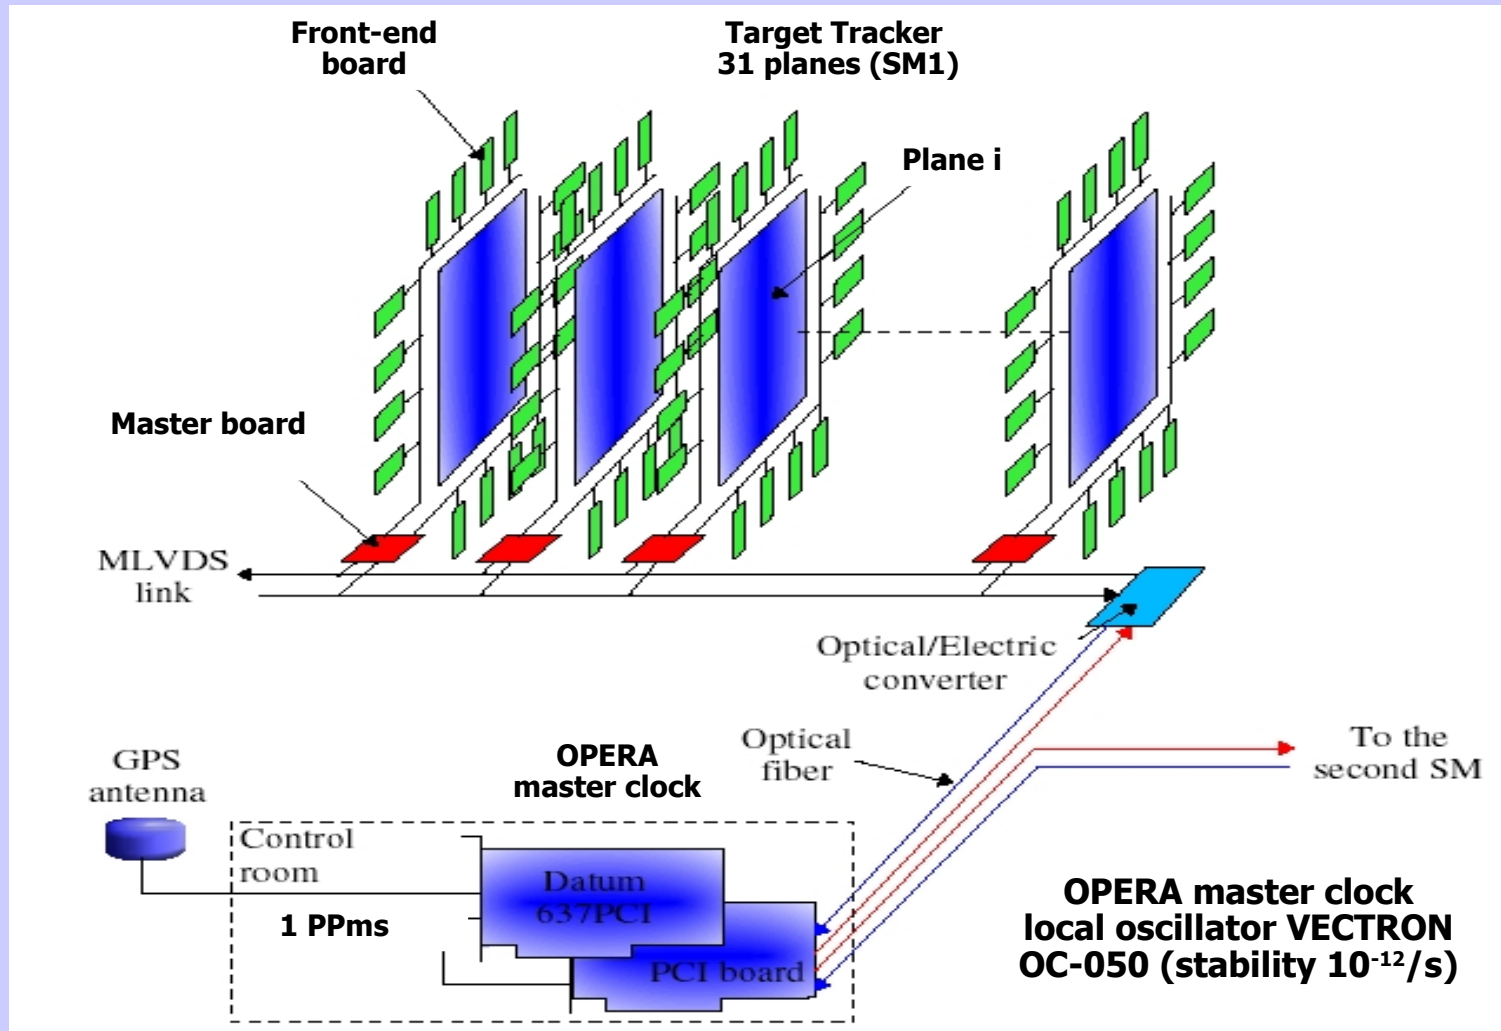 Front-end
board
Target Tracker
31 planes (SM1)
Plane i
Master board
MLVDS
link
Optical/Electric
converter
Optical
fiber
To the
second SM
GPS
antenna
OPERA
master clock
Control
room
Datum
637PCI
1 PPms
PCI board
OPERA master clock
local oscillator VECTRON
OC-050 (stability 10⁻¹²/s)